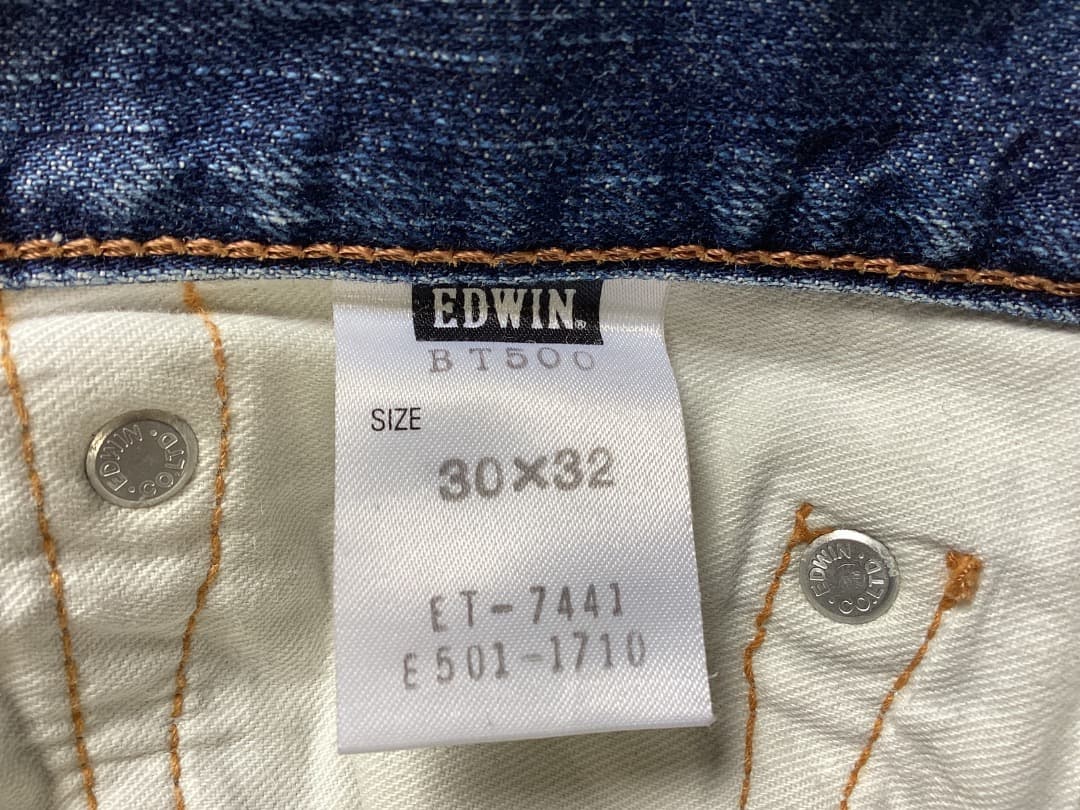 EDWIN®
BT500
SIZE
30×32
ET-7441
E501-1710
EDWIN · CO.LTD ·
EDWIN · CO.LTD ·